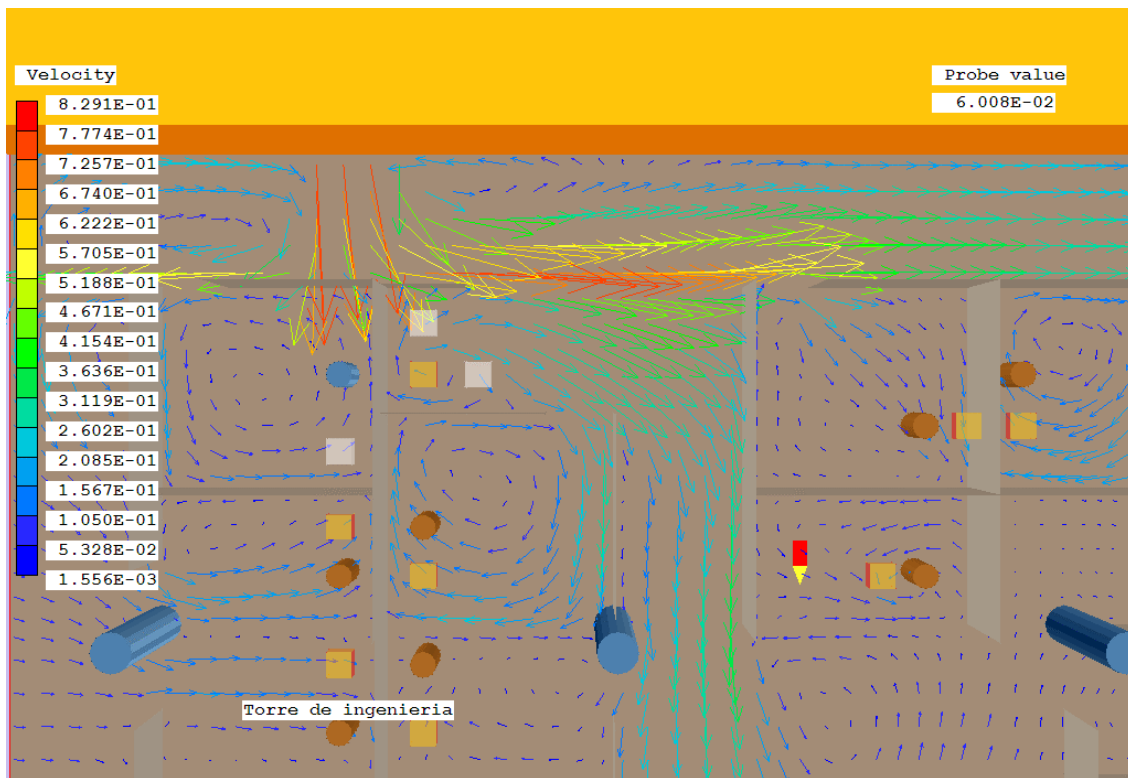 Velocity
8.291E-01
7.774E-01
7.257E-01
6.740E-01
6.222E-01
5.705E-01
5.188E-01
4.671E-01
4.154E-01
3.636E-01
3.119E-01
2.602E-01
2.085E-01
1.567E-01
1.050E-01
5.328E-02
1.556E-03
Probe value
6.008E-02
Torre de ingenieria